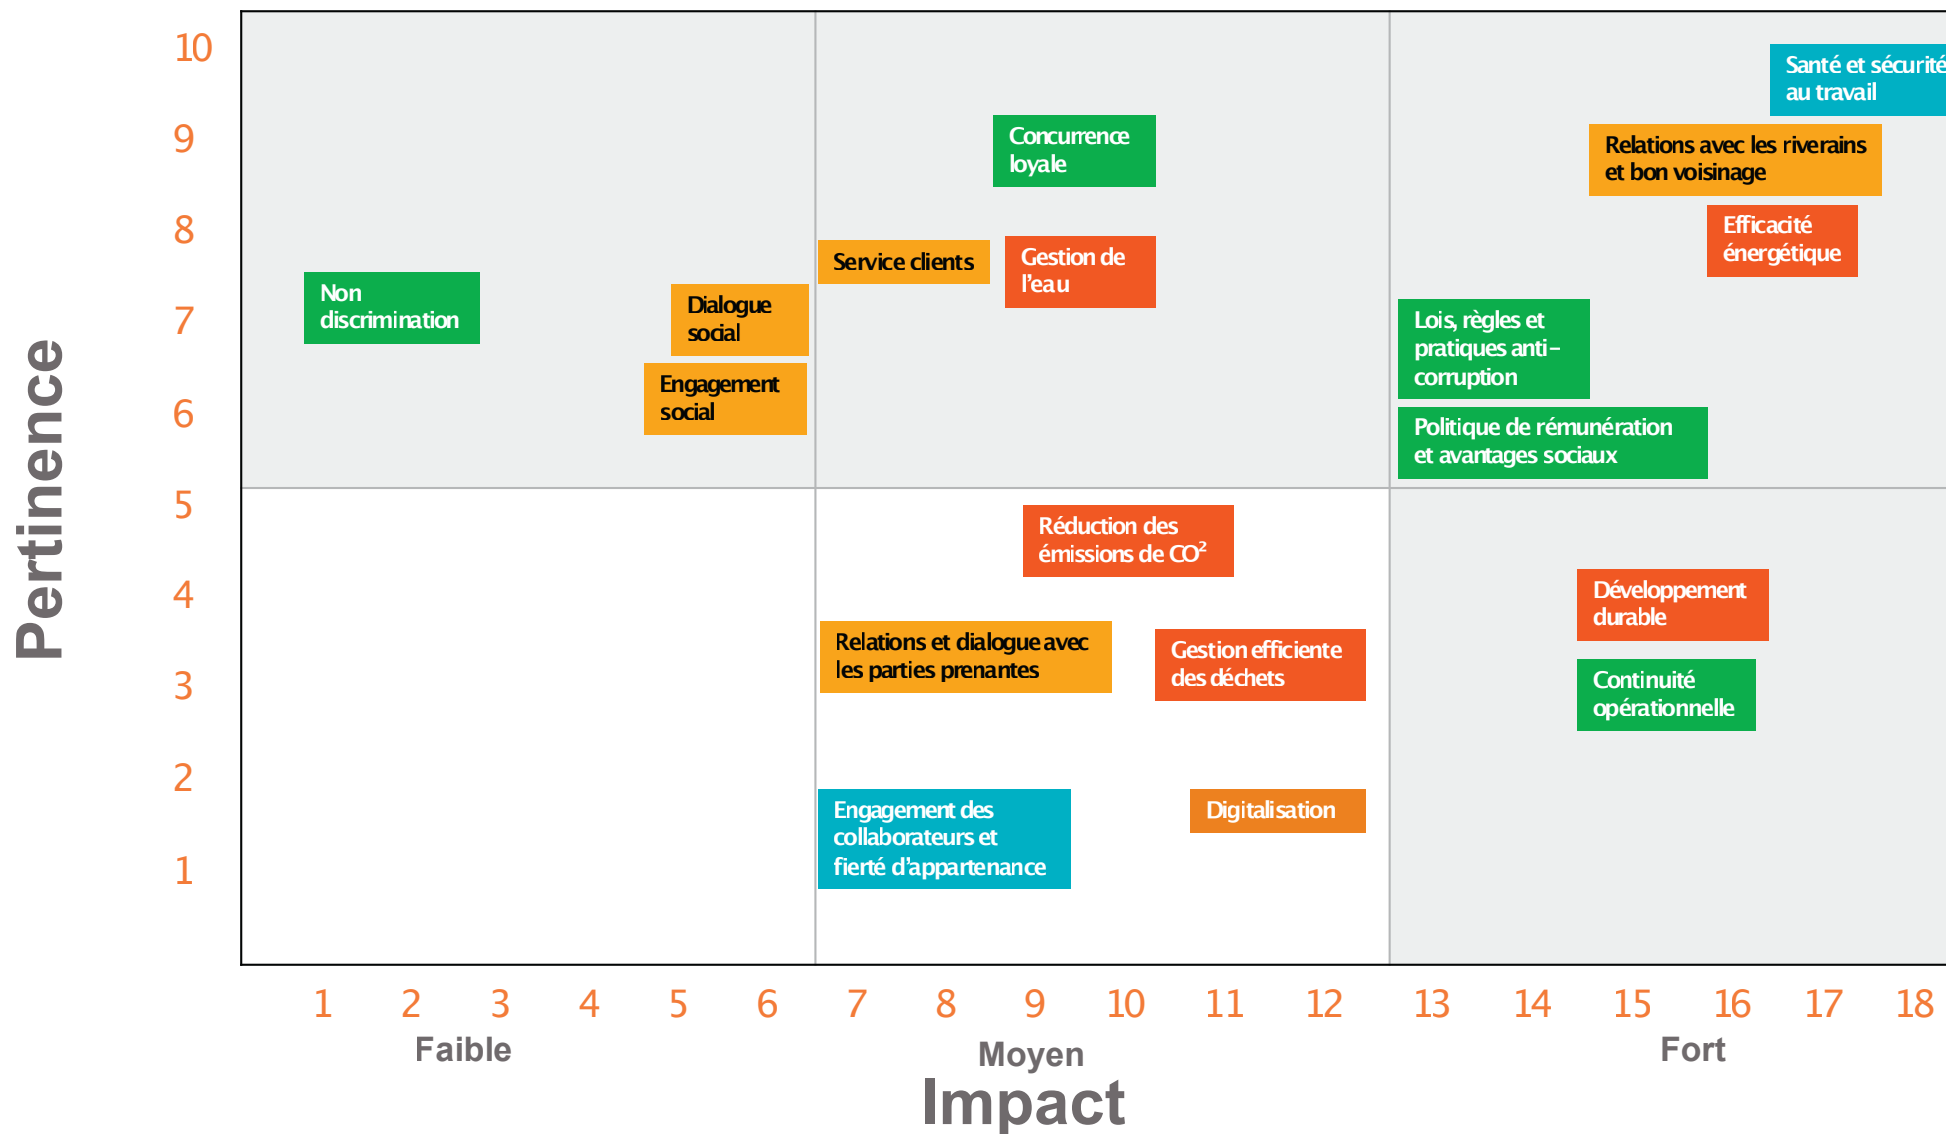 Pertinence
10
9
8
7
6
5
4
3
2
1
Santé et sécurité
au travail
Concurrence
loyale
Relations avec les riverains
et bon voisinage
Efficacité
énergétique
Service clients
Gestion de
l’eau
Non
discrimination
Dialogue
social
Lois, règles et
pratiques anti–
corruption
Engagement
social
Politique de rémunération
et avantages sociaux
Réduction des
émissions de CO²
Développement
durable
Relations et dialogue avec
les parties prenantes
Gestion efficiente
des déchets
Continuité
opérationnelle
Engagement des
collaborateurs et
fierté d’appartenance
Digitalisation
1 2 3 4 5 6 7 8 9 10 11 12 13 14 15 16 17 18
Faible Moyen Fort
Impact